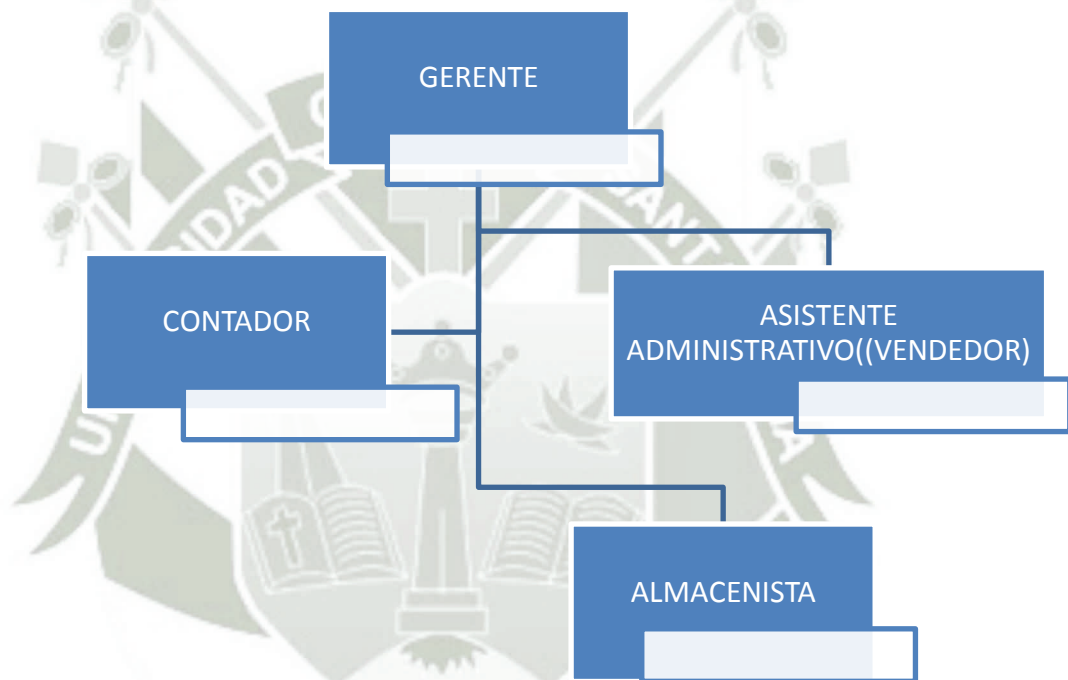 GERENTE
CONTADOR
ASISTENTE
ADMINISTRATIVO((VENDEDOR)
ALMACENISTA